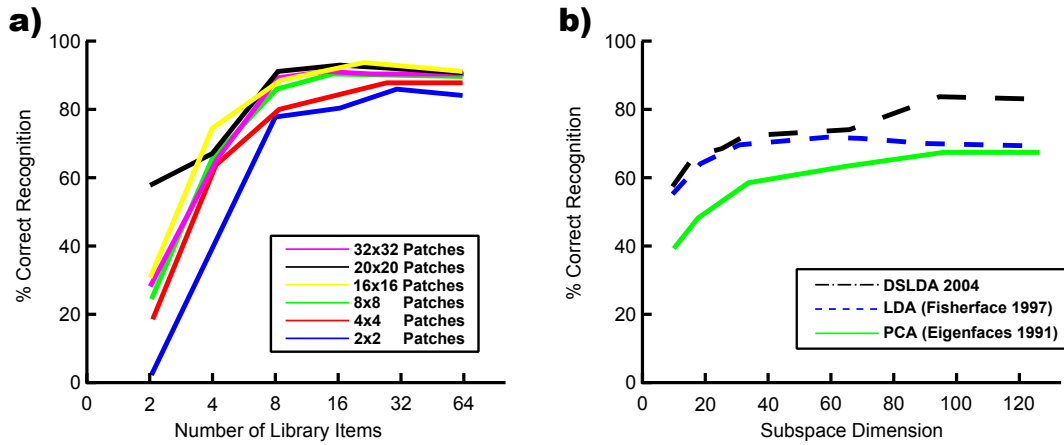 a)
% Correct Recognition
100
80
60
40
20
0
0 2 4 8 16 32 64
Number of Library Items
32x32 Patches
20x20 Patches
16x16 Patches
8x8 Patches
4x4 Patches
2x2 Patches
b)
% Correct Recognition
100
80
60
40
20
0
0 20 40 60 80 100 120
Subspace Dimension
DSLDA 2004
LDA (Fisherface 1997)
PCA (Eigenfaces 1991)